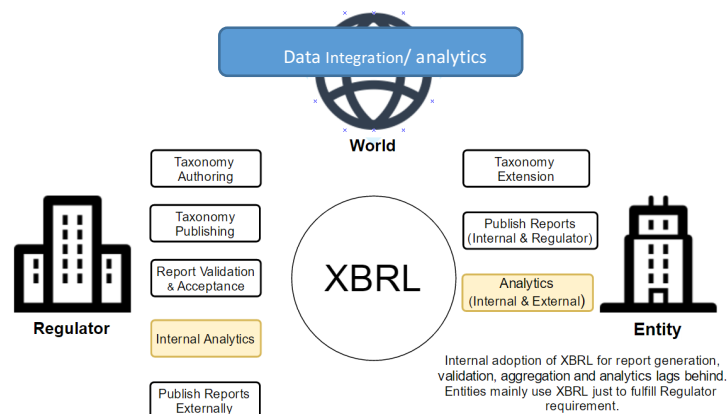 Data Integration/ analytics
World
Taxonomy
Authoring
Taxonomy
Publishing
Report Validation
& Acceptance
Internal Analytics
Publish Reports
Externally
Regulator
XBRL
Taxonomy
Extension
Publish Reports
(Internal & Regulator)
Analytics
(Internal & External)
Entity
Internal adoption of XBRL for report generation,
validation, aggregation and analytics lags behind.
Entities mainly use XBRL just to fulfill Regulator
requirement.